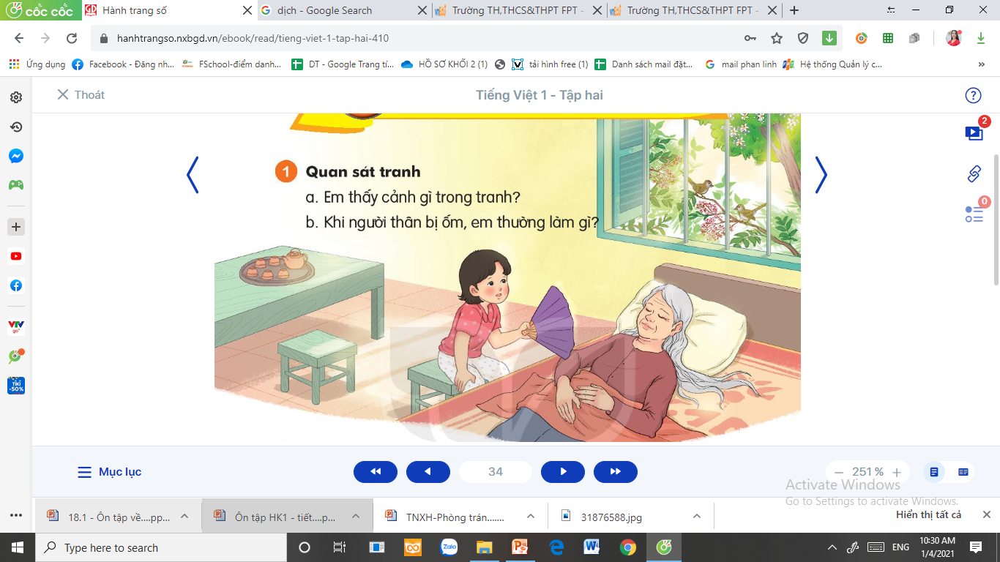 cốc cốc
Hành trang số
dịch - Google Search
Trường TH,THCS&THPT FPT -
Trường TH,THCS&THPT FPT -
hanhtrangso.nxbgd.vn/ebook/read/tieng-viet-1-tap-hai-410
Ứng dụng
Facebook - Đăng nh...
FSchool-điểm danh...
DT - Google Trang tí...
HỒ SƠ KHỐI 2 (1)
tải hình free (1)
Danh sách mail đặt...
mail phan linh
Hệ thống Quản lý c...
Thoát
Tiếng Việt 1 - Tập hai
2
0
1 Quan sát tranh
a. Em thấy cảnh gì trong tranh?
b. Khi người thân bị ốm, em thường làm gì?
VTV
go
TIKI
-50%
Mục lục
34
251 %
Activate Windows
Go to Settings to activate Windows.
18.1 - Ôn tập về....pp...
Ôn tập HK1 - tiết....p...
TNXH-Phòng trán.......
31876588.jpg
Hiển thị tất cả
Type here to search
Zalo
ENG
10:30 AM
1/4/2021